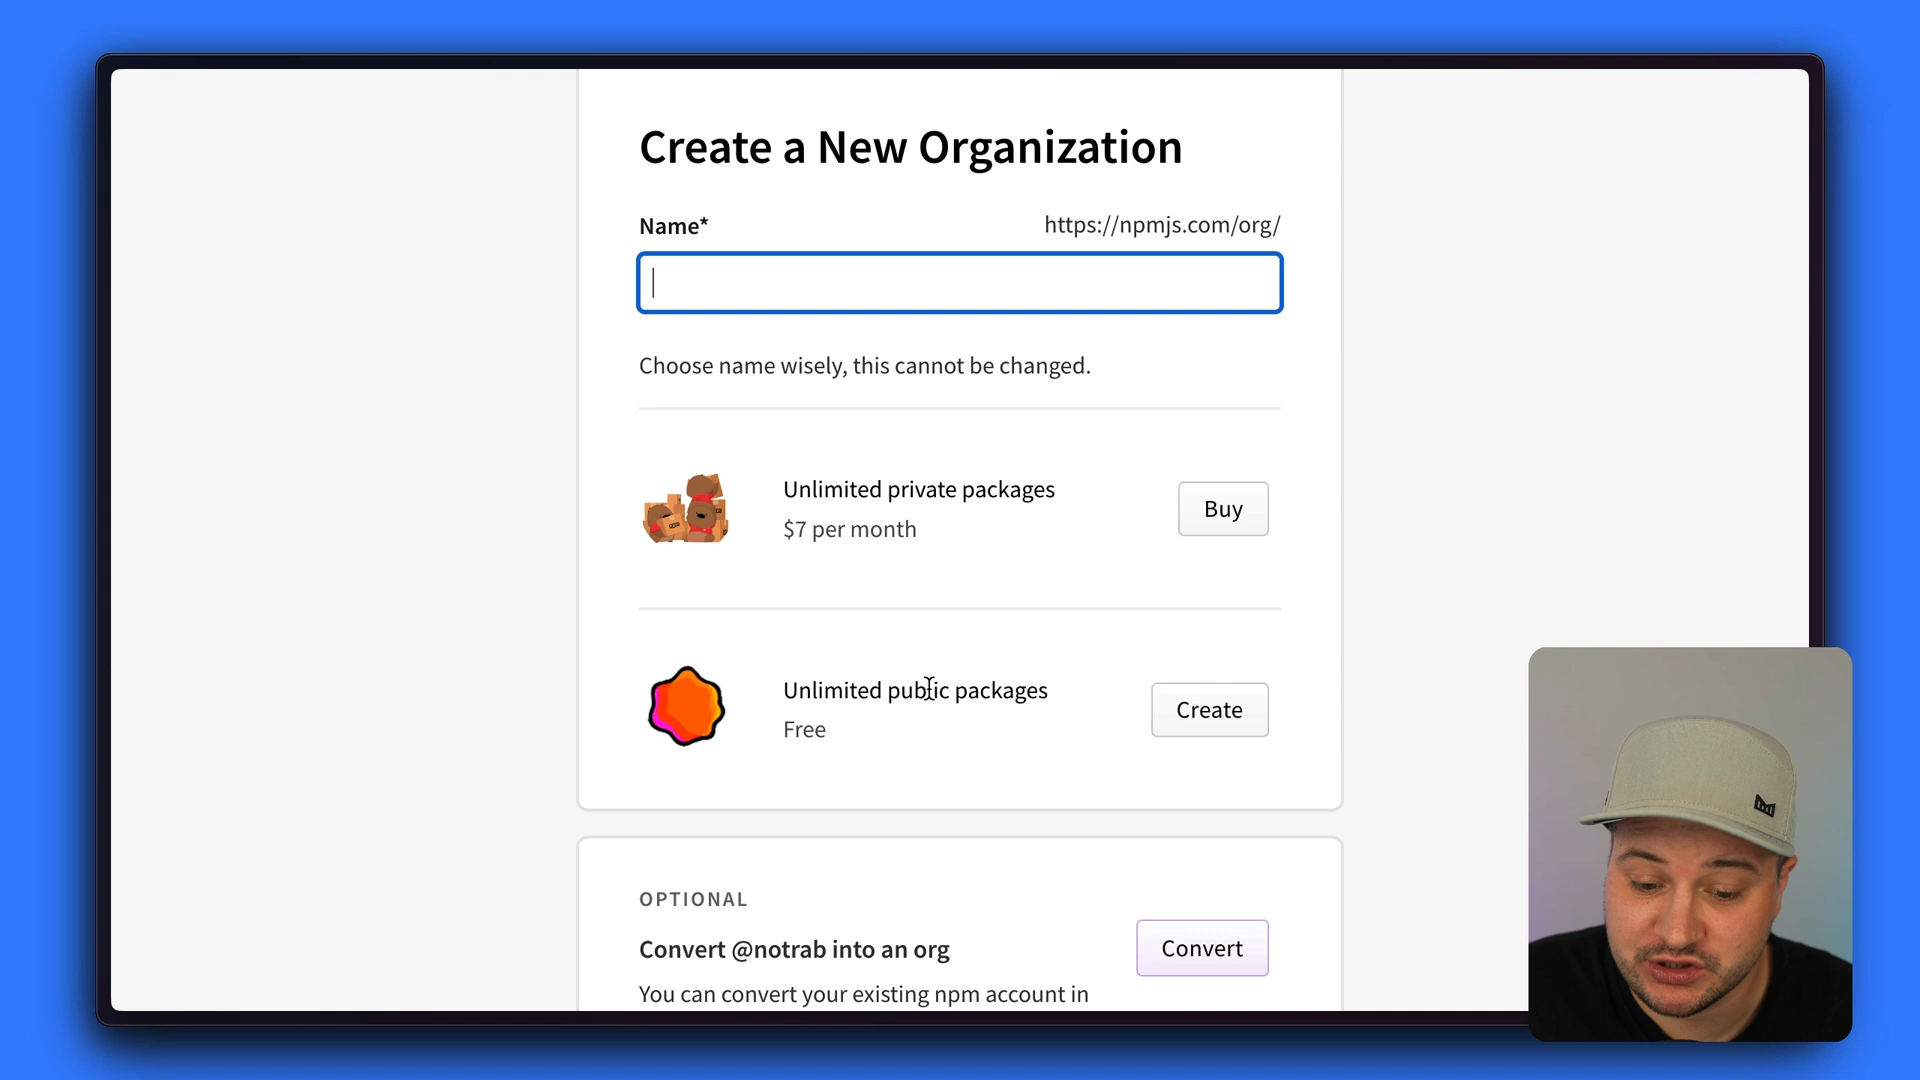 Create a New Organization
Name* https://npmjs.com/org/
Choose name wisely, this cannot be changed.
Unlimited private packages
$7 per month
Buy
Unlimited public packages
Free
Create
OPTIONAL
Convert @notrab into an org
Convert
You can convert your existing npm account in